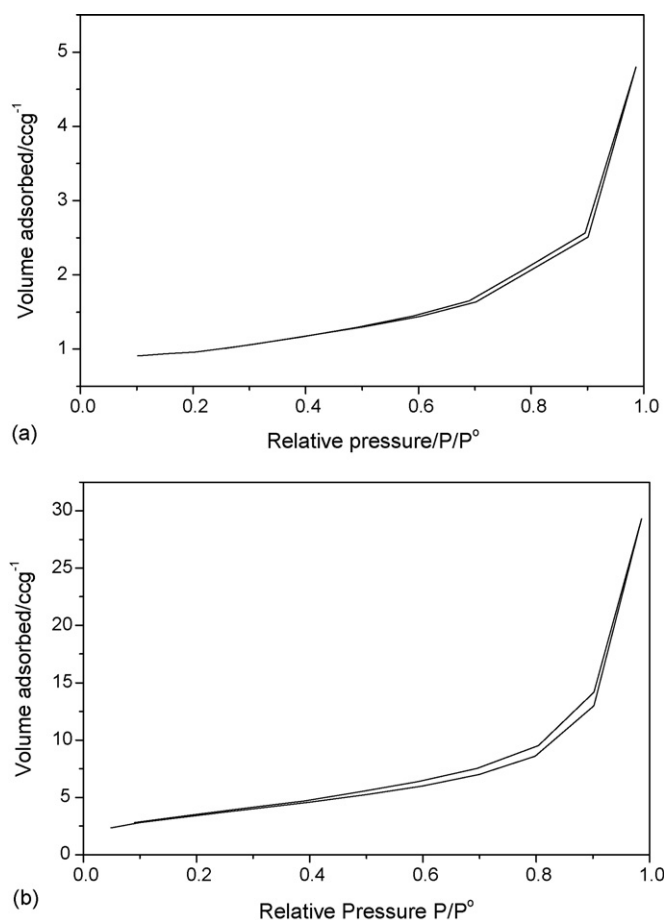 5
4
3
2
1
Volume adsorbed/ccg⁻¹
0.0 0.2 0.4 0.6 0.8 1.0
(a)
Relative pressure/P/P°
30
25
20
15
10
5
0
Volume adsorbed/ccg⁻¹
0.0 0.2 0.4 0.6 0.8 1.0
(b)
Relative Pressure P/P°